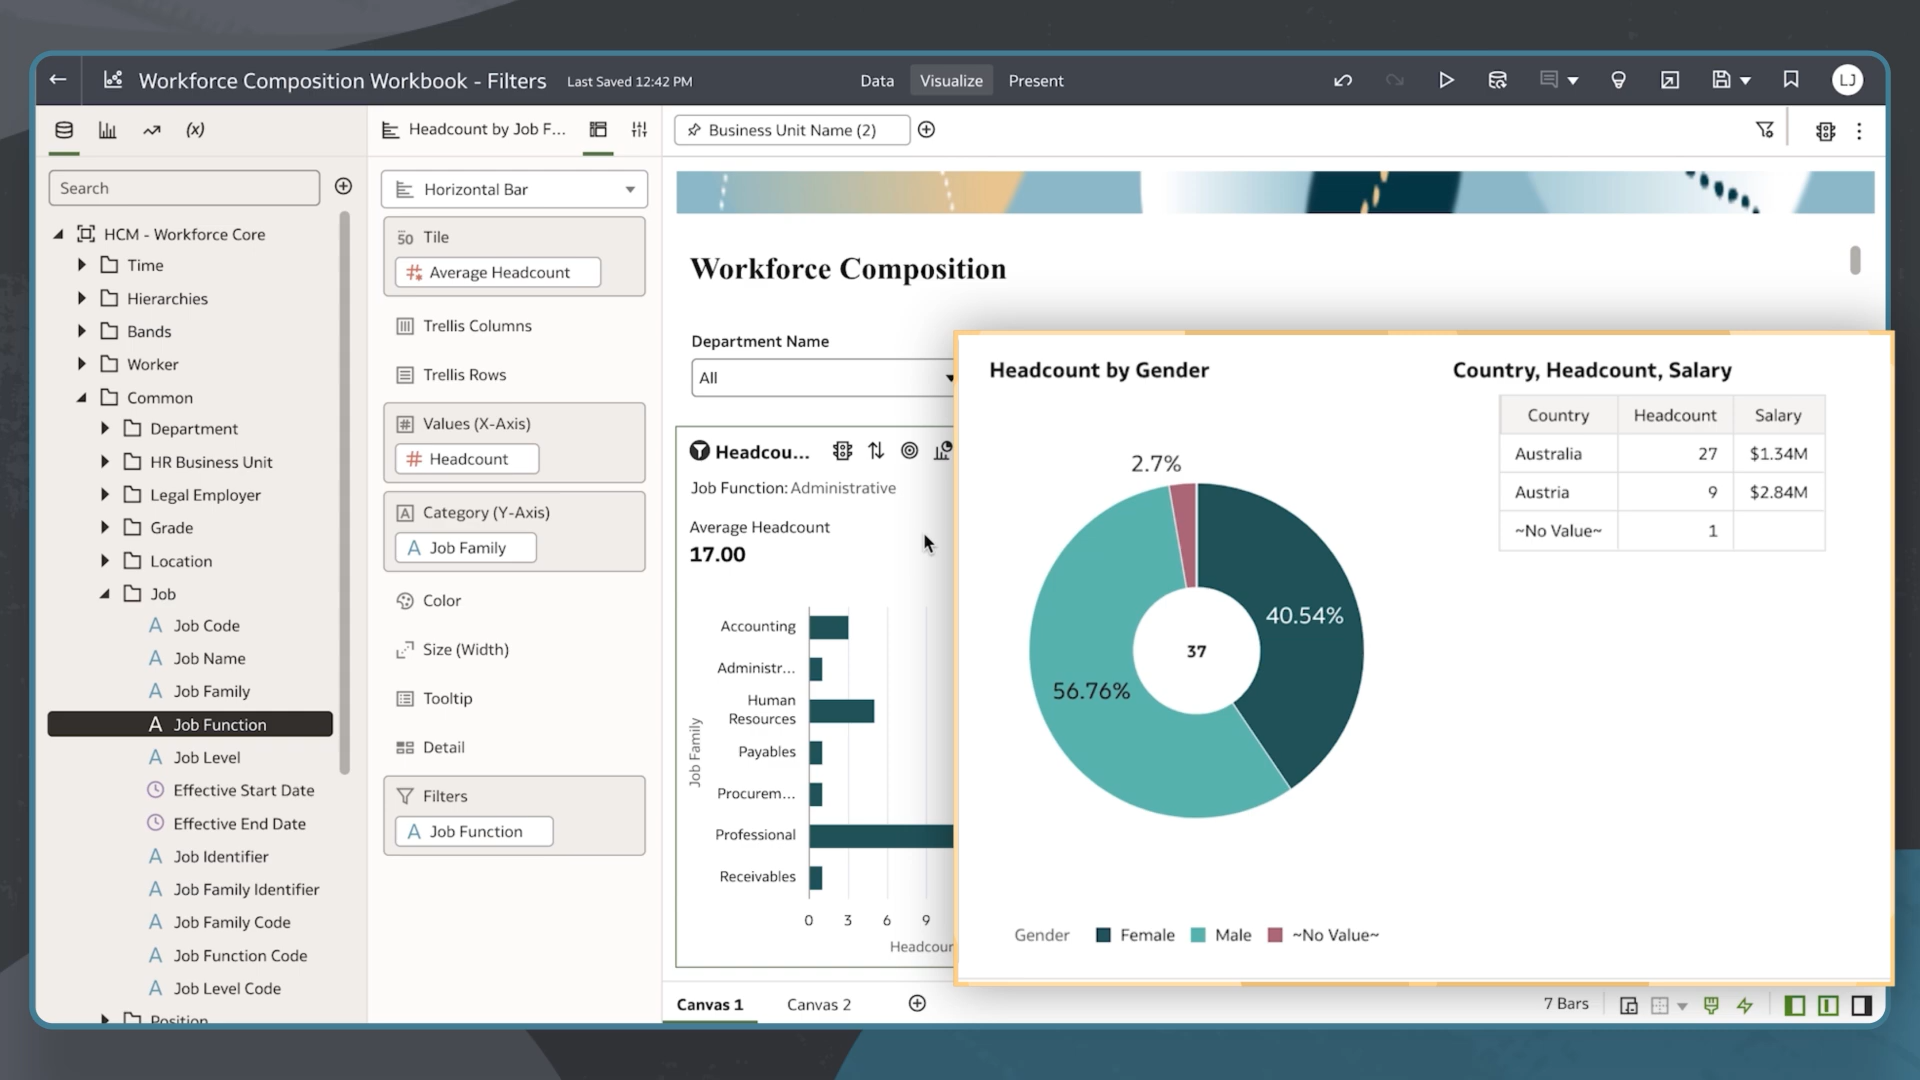 Workforce Composition Workbook - Filters
Last Saved 12:42 PM
Data
Visualize
Present
LJ
(x)
Search
HCM - Workforce Core
Time
Hierarchies
Bands
Worker
Common
Department
HR Business Unit
Legal Employer
Grade
Location
Job
A Job Code
A Job Name
A Job Family
A Job Function
A Job Level
Effective Start Date
Effective End Date
A Job Identifier
A Job Family Identifier
A Job Family Code
A Job Function Code
A Job Level Code
Position
Headcount by Job F...
Horizontal Bar
50 Tile
# Average Headcount
Trellis Columns
Trellis Rows
# Values (X-Axis)
# Headcount
A Category (Y-Axis)
A Job Family
Color
Size (Width)
Tooltip
Detail
Filters
A Job Function
Business Unit Name (2)
Workforce Composition
Department Name
All
Headcou...
Job Function: Administrative
Average Headcount
17.00
Job Family
Accounting
Administr...
Human
Resources
Payables
Procurem...
Professional
Receivables
0 3 6 9
Headcour
Headcount by Gender
2.7%
40.54%
37
56.76%
Gender Female Male ~No Value~
Country, Headcount, Salary
Country Headcount Salary
Australia 27 $1.34M
Austria 9 $2.84M
~No Value~ 1
Canvas 1
Canvas 2
7 Bars